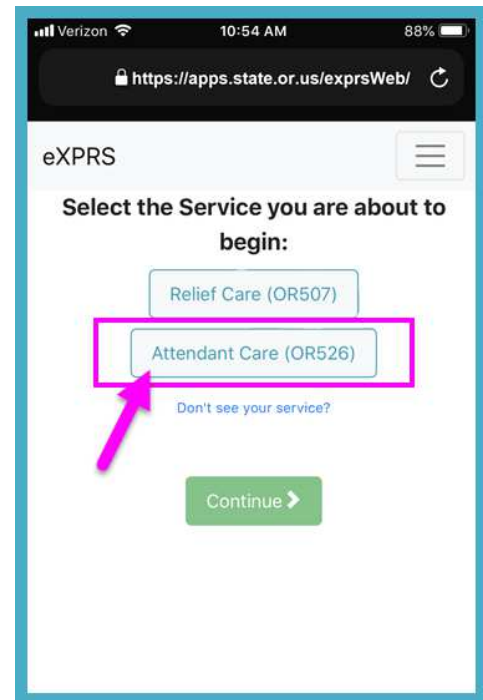 Verizon 10:54 AM 88%
https://apps.state.or.us/exprsWeb/
eXPRS
Select the Service you are about to
begin:
Relief Care (OR507)
Attendant Care (OR526)
Don't see your service?
Continue